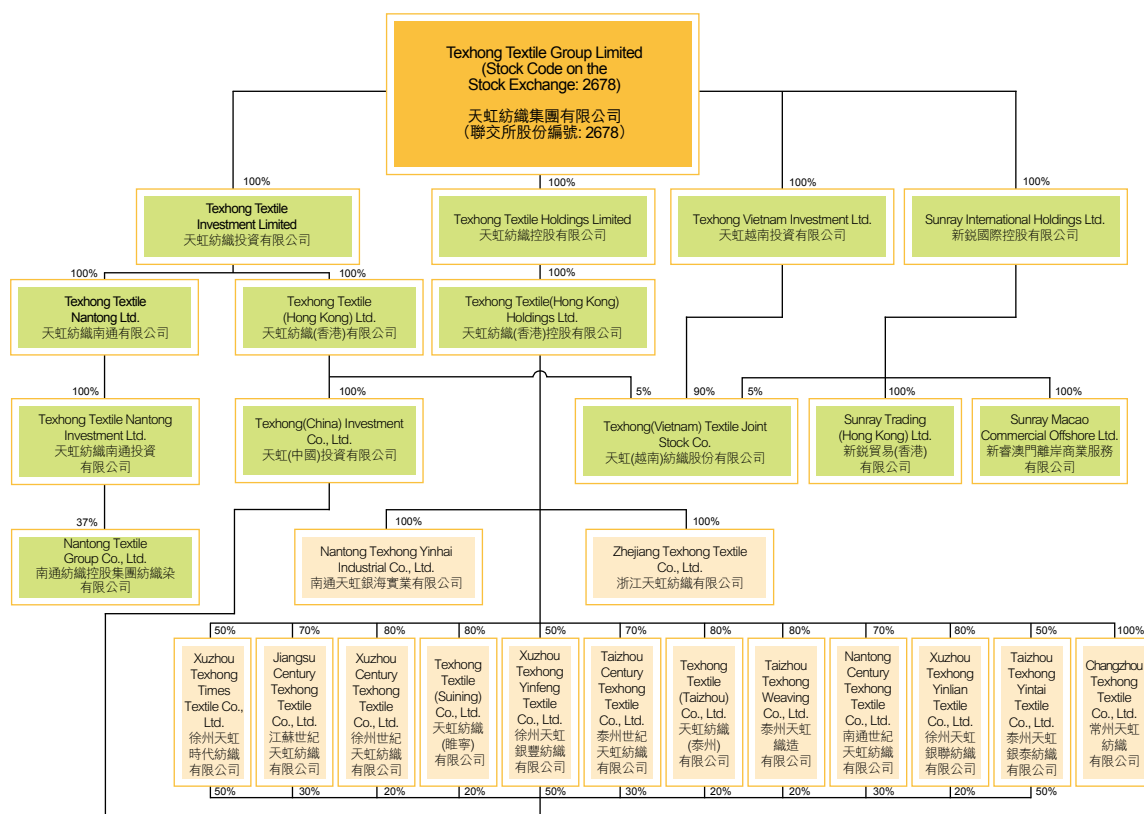 Texhong Textile Group Limited
(Stock Code on the
Stock Exchange: 2678)
天虹紡織集團有限公司
（聯交所股份編號: 2678）
100%
100%
100%
100%
Texhong Textile
Investment Limited
天虹紡織投資有限公司
Texhong Textile Holdings Limited
天虹紡織控股有限公司
Texhong Vietnam Investment Ltd.
天虹越南投資有限公司
Sunray International Holdings Ltd.
新銳國際控股有限公司
100%
100%
100%
Texhong Textile
Nantong Ltd.
天虹紡織南通有限公司
Texhong Textile
(Hong Kong) Ltd.
天虹紡織(香港)有限公司
Texhong Textile(Hong Kong)
Holdings Ltd.
天虹紡織(香港)控股有限公司
100%
100%
5%
90%
5%
100%
100%
Texhong Textile Nantong
Investment Ltd.
天虹紡織南通投資
有限公司
Texhong(China) Investment
Co., Ltd.
天虹(中國)投資有限公司
Texhong(Vietnam) Textile Joint
Stock Co.
天虹(越南)紡織股份有限公司
Sunray Trading
(Hong Kong) Ltd.
新銳貿易(香港)
有限公司
Sunray Macao
Commercial Offshore Ltd.
新睿澳門離岸商業服務
有限公司
37%
100%
100%
Nantong Textile
Group Co., Ltd.
南通紡織控股集團紡織染
有限公司
Nantong Texhong Yinhai
Industrial Co., Ltd.
南通天虹銀海實業有限公司
Zhejiang Texhong Textile
Co., Ltd.
浙江天虹紡織有限公司
50%
70%
80%
80%
50%
70%
80%
80%
70%
80%
50%
100%
Xuzhou
Texhong
Times
Textile Co.,
Ltd.
徐州天虹
時代紡織
有限公司
Jiangsu
Century
Texhong
Textile
Co., Ltd.
江蘇世紀
天虹紡織
有限公司
Xuzhou
Century
Texhong
Textile
Co., Ltd.
徐州世紀
天虹紡織
有限公司
Texhong
Textile
(Suining)
Co., Ltd.
天虹紡織
(睢寧)
有限公司
Xuzhou
Texhong
Yinfeng
Textile
Co., Ltd.
徐州天虹
銀豐紡織
有限公司
Taizhou
Century
Texhong
Textile
Co., Ltd.
泰州世紀
天虹紡織
有限公司
Texhong
Textile
(Taizhou)
Co., Ltd.
天虹紡織
(泰州)
有限公司
Taizhou
Texhong
Weaving
Co., Ltd.
泰州天虹
織造
有限公司
Nantong
Century
Texhong
Textile
Co., Ltd.
南通世紀
天虹紡織
有限公司
Xuzhou
Texhong
Yinlian
Textile
Co., Ltd.
徐州天虹
銀聯紡織
有限公司
Taizhou
Texhong
Yintai
Textile
Co., Ltd.
泰州天虹
銀泰紡織
有限公司
Changzhou
Texhong
Textile
Co., Ltd.
常州天虹
紡織
有限公司
50%
30%
20%
20%
50%
30%
20%
20%
30%
20%
50%